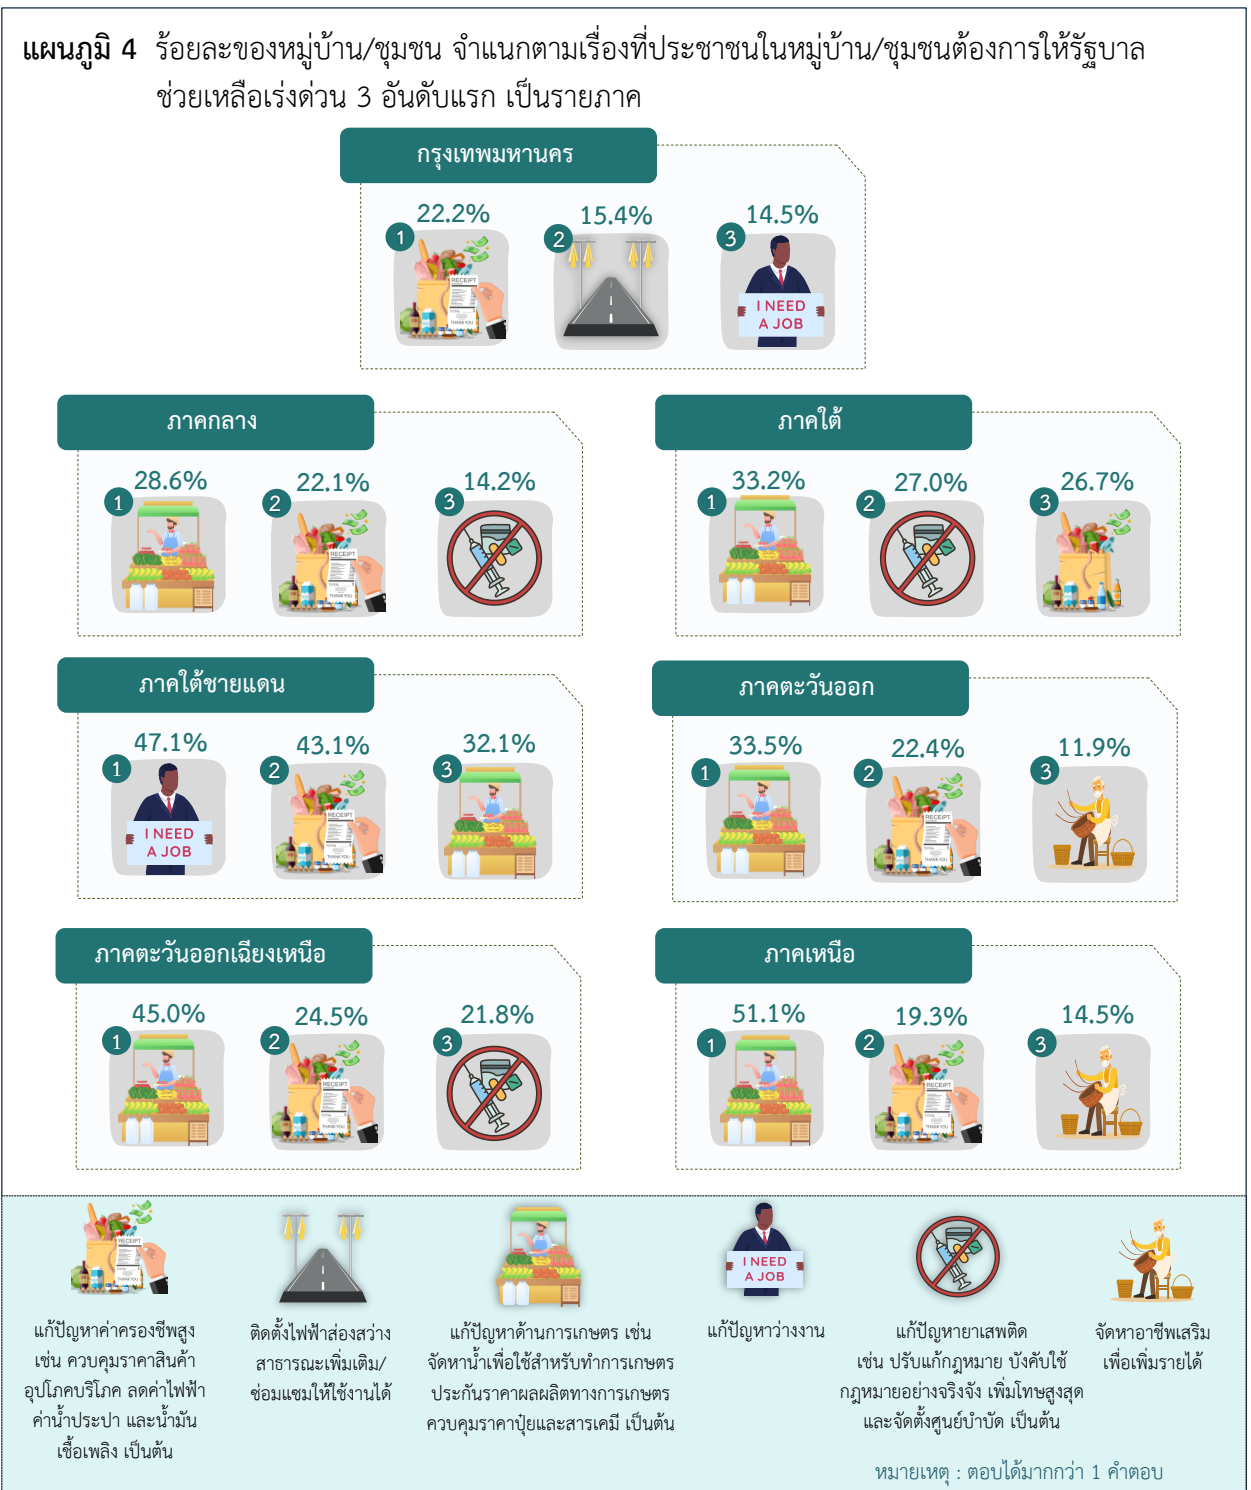 แผนภูมิ 4 ร้อยละของหมู่บ้าน/ชุมชน จำแนกตามเรื่องที่ประชาชนในหมู่บ้าน/ชุมชนต้องการให้รัฐบาล
ช่วยเหลือเร่งด่วน 3 อันดับแรก เป็นรายภาค
กรุงเทพมหานคร
22.2% 15.4% 14.5%
1 2 3
RECEIPT
TOTAL
THANK YOU
I NEED
A JOB
ภาคกลาง
28.6% 22.1% 14.2%
1 2 3
RECEIPT
TOTAL
THANK YOU
ภาคใต้
33.2% 27.0% 26.7%
1 2 3
ภาคใต้ชายแดน
47.1% 43.1% 32.1%
1 2 3
I NEED
A JOB
RECEIPT
TOTAL
THANK YOU
ภาคตะวันออก
33.5% 22.4% 11.9%
1 2 3
RECEIPT
TOTAL
THANK YOU
ภาคตะวันออกเฉียงเหนือ
45.0% 24.5% 21.8%
1 2 3
RECEIPT
TOTAL
THANK YOU
ภาคเหนือ
51.1% 19.3% 14.5%
1 2 3
RECEIPT
TOTAL
THANK YOU
RECEIPT
THANK YOU
แก้ปัญหาค่าครองชีพสูง
เช่น ควบคุมราคาสินค้า
อุปโภคบริโภค ลดค่าไฟฟ้า
ค่าน้ำประปา และน้ำมัน
เชื้อเพลิง เป็นต้น
ติดตั้งไฟฟ้าส่องสว่าง
สาธารณะเพิ่มเติม/
ซ่อมแซมให้ใช้งานได้
แก้ปัญหาด้านการเกษตร เช่น
จัดหาน้ำเพื่อใช้สำหรับทำการเกษตร
ประกันราคาผลผลิตทางการเกษตร
ควบคุมราคาปุ๋ยและสารเคมี เป็นต้น
I NEED
A JOB
แก้ปัญหาว่างงาน
แก้ปัญหายาเสพติด
เช่น ปรับแก้กฎหมาย บังคับใช้
กฎหมายอย่างจริงจัง เพิ่มโทษสูงสุด
และจัดตั้งศูนย์บำบัด เป็นต้น
จัดหาอาชีพเสริม
เพื่อเพิ่มรายได้
หมายเหตุ : ตอบได้มากกว่า 1 คำตอบ